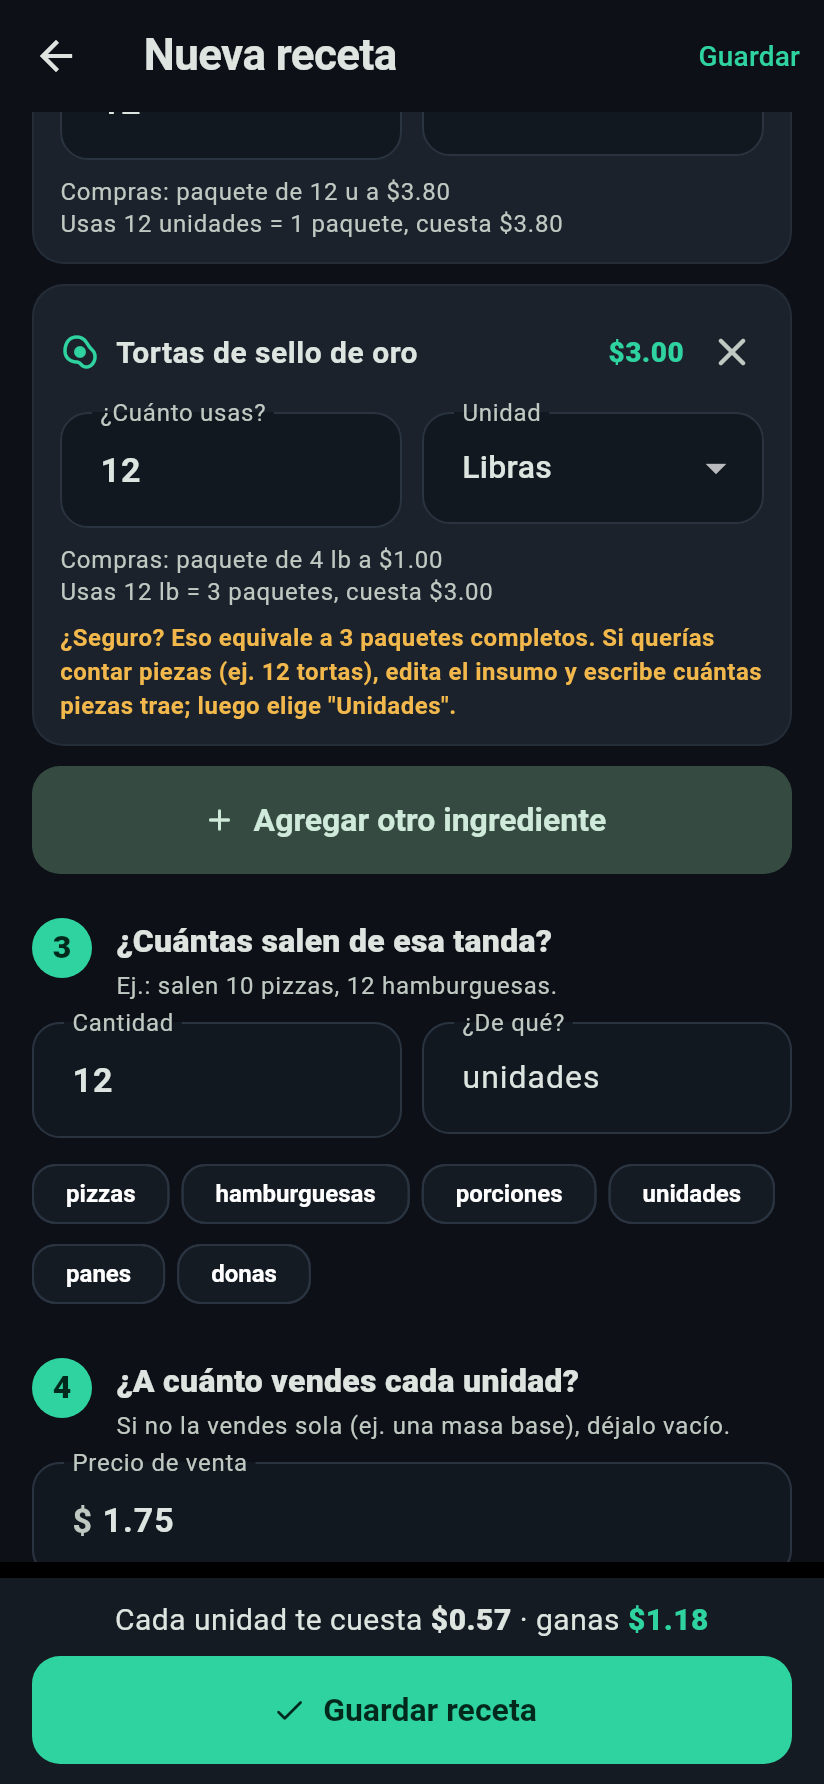 Nueva receta
Guardar
Compras: paquete de 12 u a $3.80
Usas 12 unidades = 1 paquete, cuesta $3.80
Tortas de sello de oro
$3.00
¿Cuánto usas?
12
Unidad
Libras
Compras: paquete de 4 lb a $1.00
Usas 12 lb = 3 paquetes, cuesta $3.00
¿Seguro? Eso equivale a 3 paquetes completos. Si querías
contar piezas (ej. 12 tortas), edita el insumo y escribe cuántas
piezas trae; luego elige "Unidades".
+ Agregar otro ingrediente
3
¿Cuántas salen de esa tanda?
Ej.: salen 10 pizzas, 12 hamburguesas.
Cantidad
12
¿De qué?
unidades
pizzas
hamburguesas
porciones
unidades
panes
donas
4
¿A cuánto vendes cada unidad?
Si no la vendes sola (ej. una masa base), déjalo vacío.
Precio de venta
$ 1.75
Cada unidad te cuesta $0.57 · ganas $1.18
Guardar receta